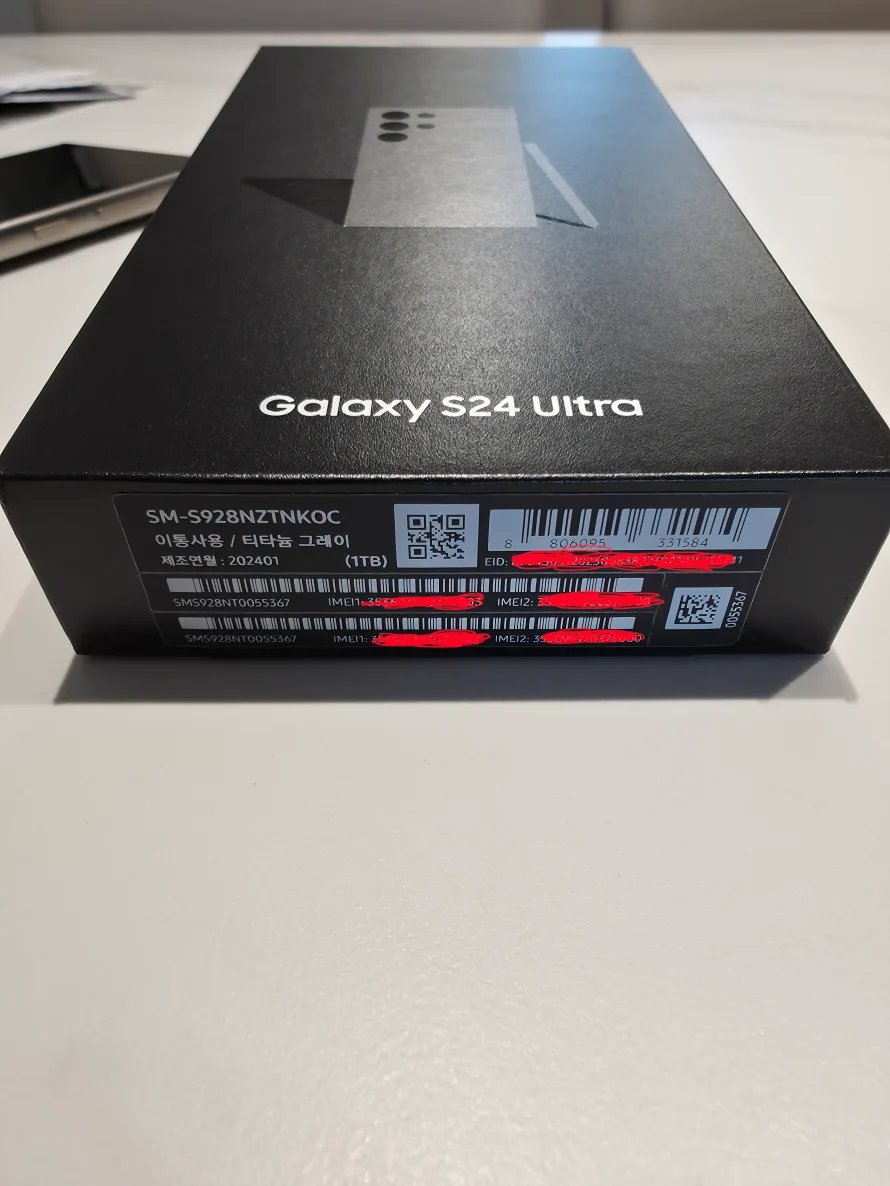 Galaxy S24 Ultra
SM-S928NZTNKOC
이통사용 / 티타늄 그레이
제조연월 : 202401 (1TB)
8 806095 331584
EID:
SMS928NT0055367 IMEI1: IMEI2:
SMS928NT0055367 IMEI1: IMEI2:
0055367